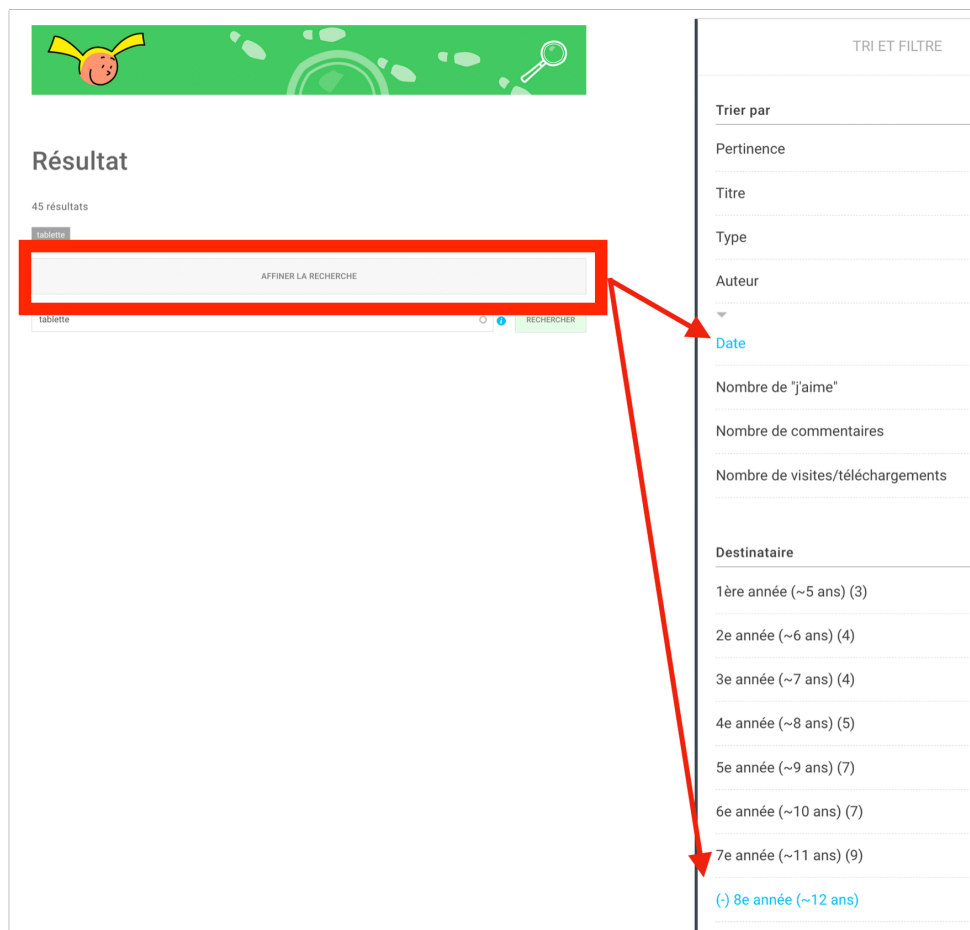 Résultat
45 résultats
tablette
AFFINER LA RECHERCHE
tablette
RECHERCHER
TRI ET FILTRE
Trier par
Pertinence
Titre
Type
Auteur
Date
Nombre de "j'aime"
Nombre de commentaires
Nombre de visites/téléchargements
Destinataire
1ère année (~5 ans) (3)
2e année (~6 ans) (4)
3e année (~7 ans) (4)
4e année (~8 ans) (5)
5e année (~9 ans) (7)
6e année (~10 ans) (7)
7e année (~11 ans) (9)
(-) 8e année (~12 ans)